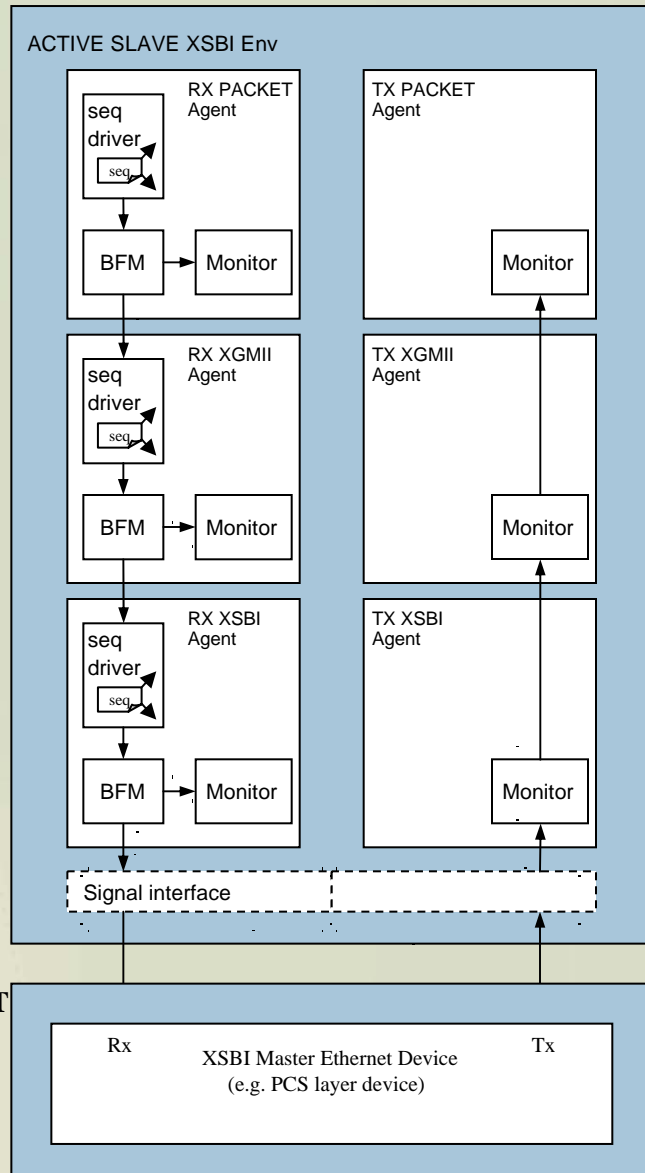 ACTIVE SLAVE XSBI Env
RX PACKET
Agent
seq
driver
seq
BFM
Monitor
TX PACKET
Agent
Monitor
RX XGMII
Agent
seq
driver
seq
BFM
Monitor
TX XGMII
Agent
Monitor
RX XSBI
Agent
seq
driver
seq
BFM
Monitor
TX XSBI
Agent
Monitor
Signal interface
T
Rx
Tx
XSBI Master Ethernet Device
(e.g. PCS layer device)